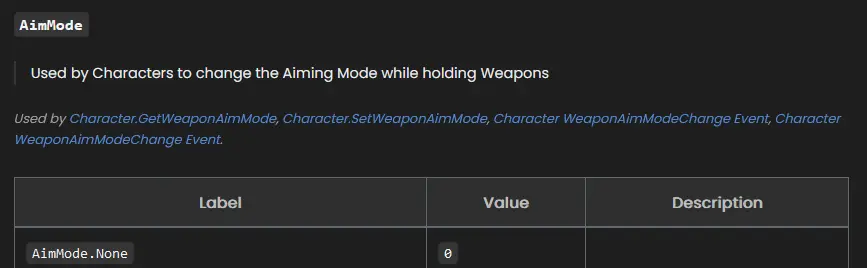 AimMode
Used by Characters to change the Aiming Mode while holding Weapons
Used by Character.GetWeaponAimMode, Character.SetWeaponAimMode, Character WeaponAimModeChange Event, Character
WeaponAimModeChange Event.
Label Value Description
AimMode.None 0